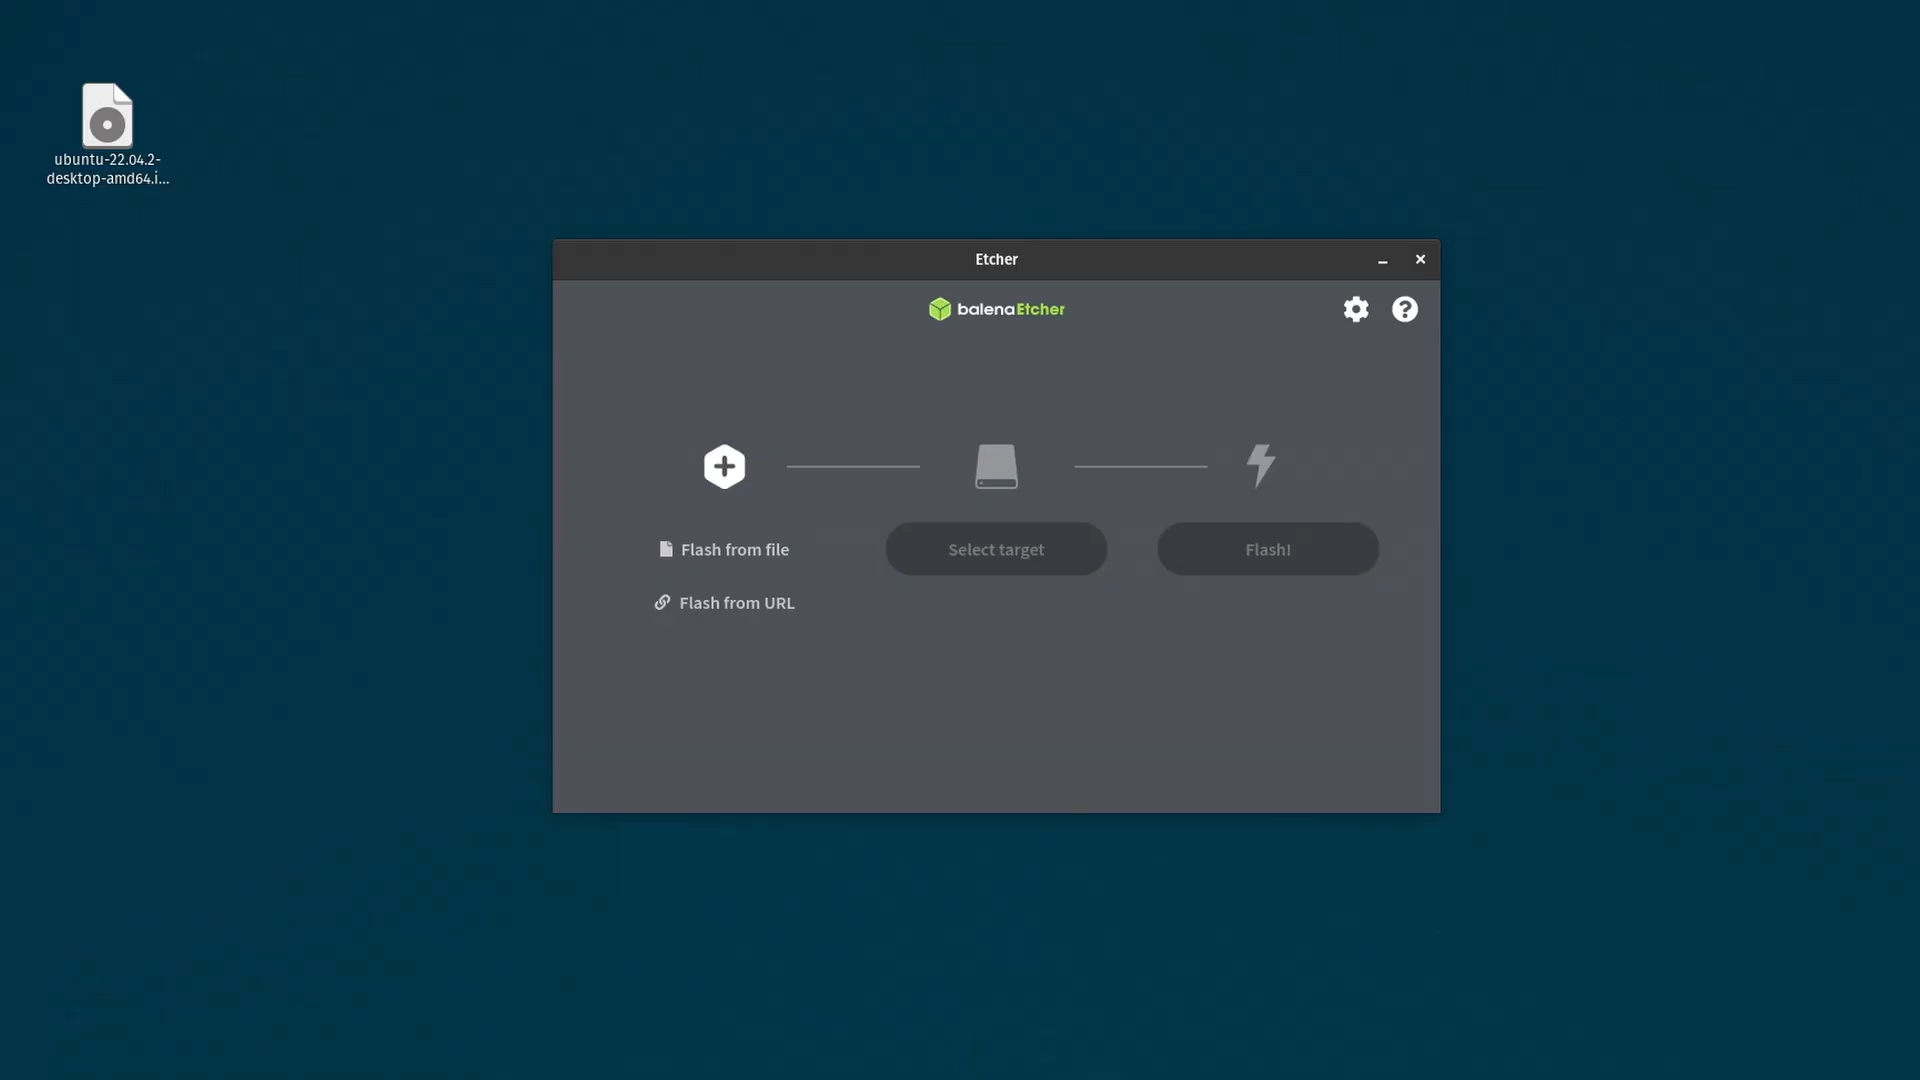 ubuntu-22.04.2-
desktop-amd64.i...
Etcher
balenaEtcher
Flash from file
Select target
Flash!
Flash from URL